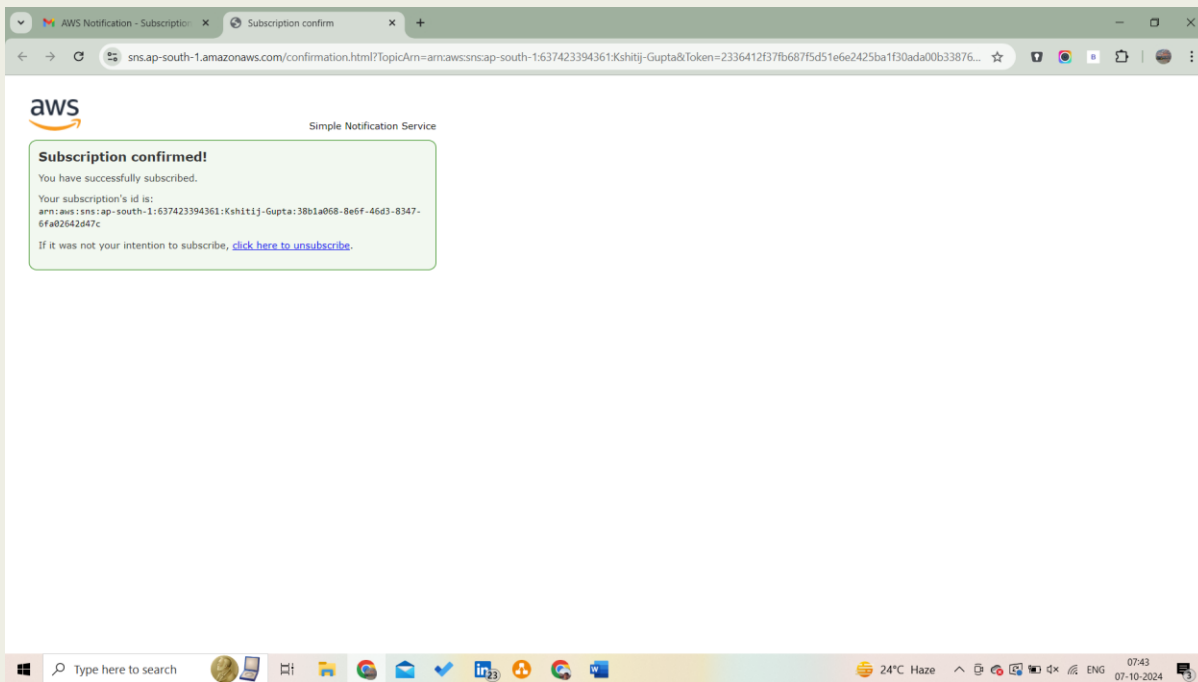 AWS Notification - Subscription
Subscription confirm
sns.ap-south-1.amazonaws.com/confirmation.html?TopicArn=arn:aws:sns:ap-south-1:637423394361:Kshitij-Gupta&Token=2336412f37fb687f5d51e6e2425ba1f30ada00b33876...
aws
Simple Notification Service
Subscription confirmed!
You have successfully subscribed.
Your subscription's id is:
arn:aws:sns:ap-south-1:637423394361:Kshitij-Gupta:38b1a068-8e6f-46d3-8347-
6fa02642d47c
If it was not your intention to subscribe, click here to unsubscribe.
Type here to search
23
24°C Haze
ENG
07:43
07-10-2024
3